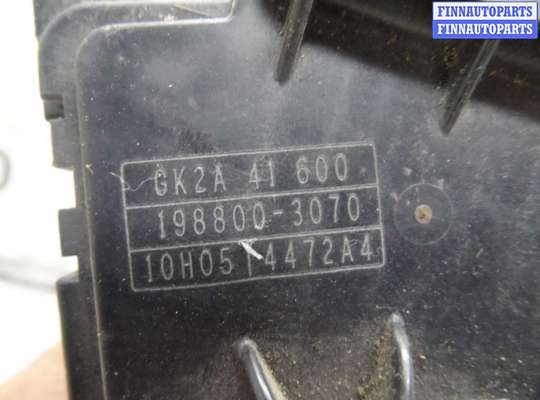 FINNAUTOPARTS
FINNAUTOPARTS
GK2A 41 600
198800-3070
10H05 4472A4